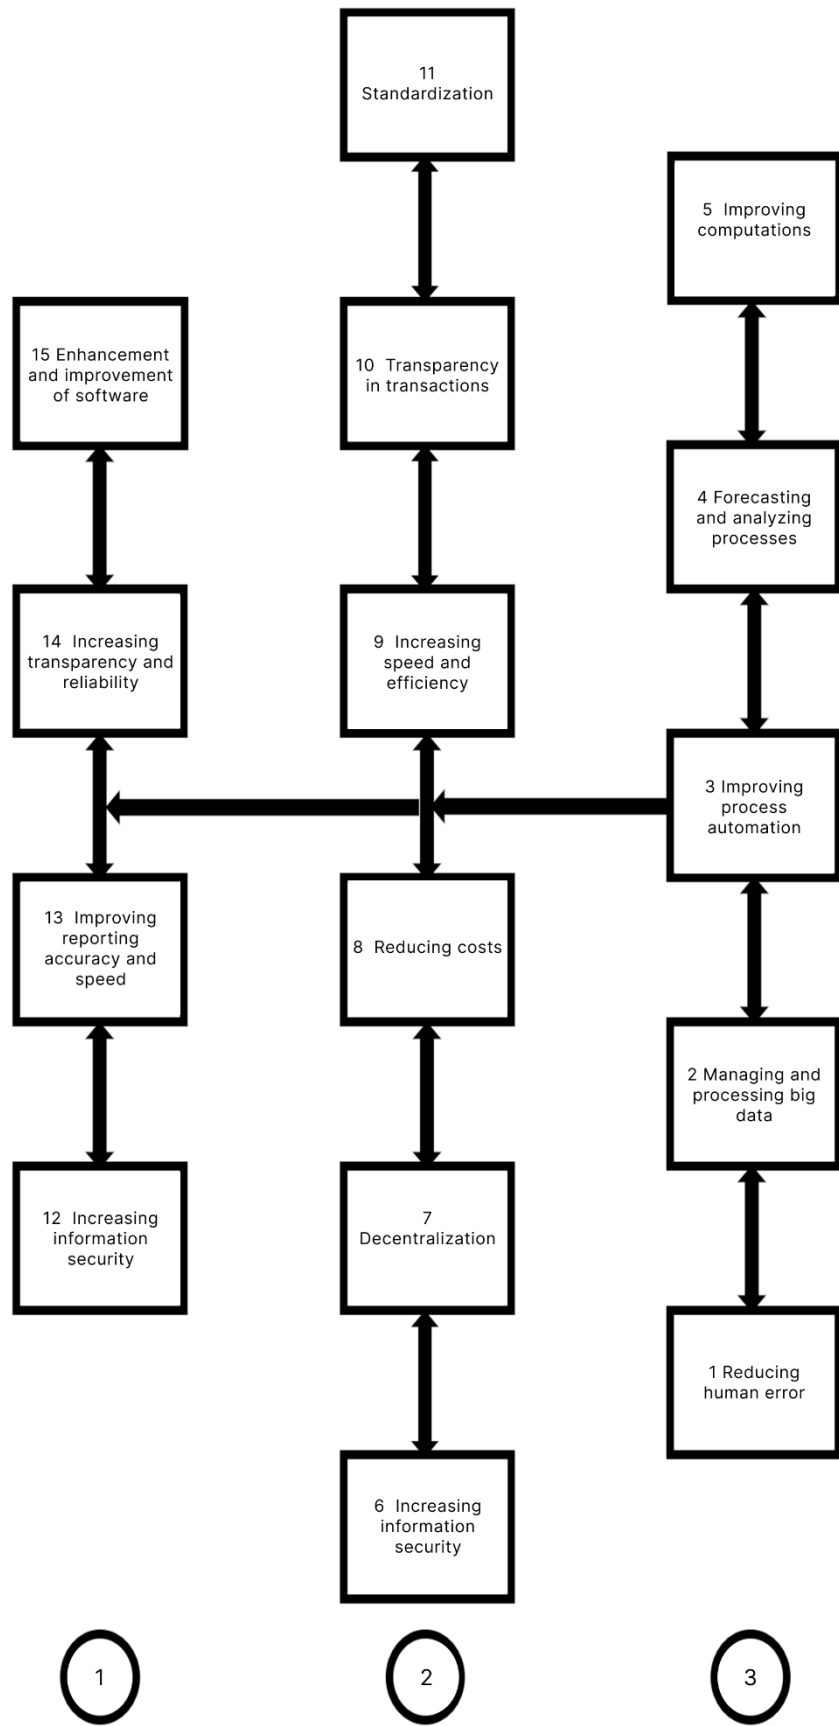 11
Standardization
5 Improving
computations
15 Enhancement
and improvement
of software
10 Transparency
in transactions
4 Forecasting
and analyzing
processes
14 Increasing
transparency and
reliability
9 Increasing
speed and
efficiency
3 Improving
process
automation
13 Improving
reporting
accuracy and
speed
8 Reducing costs
2 Managing and
processing big
data
12 Increasing
information
security
7
Decentralization
1 Reducing
human error
6 Increasing
information
security
1
2
3